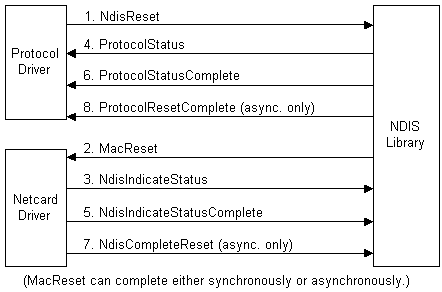 1. NdisReset
4. ProtocolStatus
Protocol
Driver
6. ProtocolStatusComplete
8. ProtocolResetComplete (async. only)
NDIS
Library
2. MacReset
3. NdisIndicateStatus
Netcard
Driver
5. NdisIndicateStatusComplete
7. NdisCompleteReset (async. only)
(MacReset can complete either synchronously or asynchronously.)